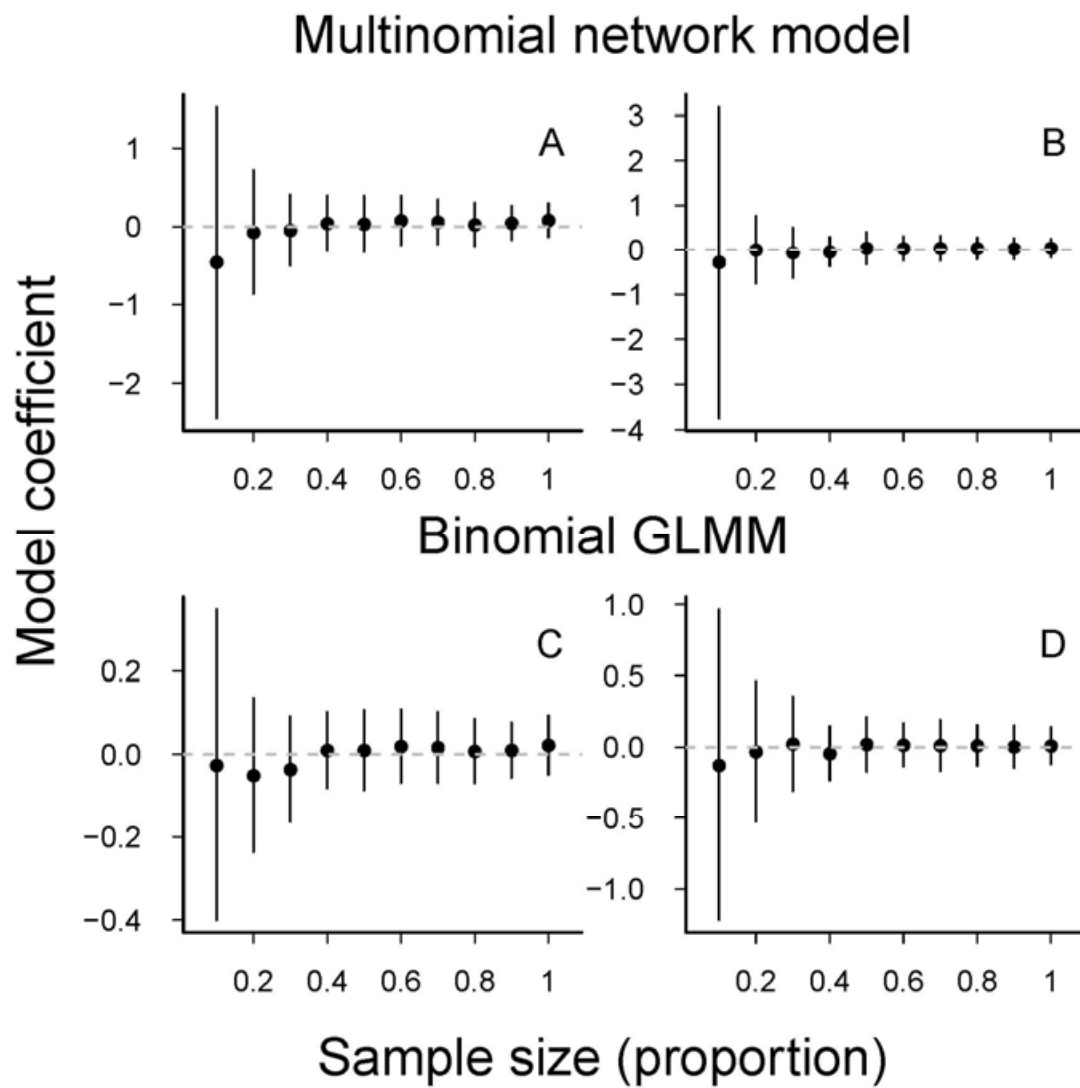 Multinomial network model
A
1
0
−1
−2
0.2 0.4 0.6 0.8 1
B
3
2
1
0
−1
−2
−3
−4
0.2 0.4 0.6 0.8 1
Model coefficient
Binomial GLMM
C
0.2
0.0
−0.2
−0.4
0.2 0.4 0.6 0.8 1
D
1.0
0.5
0.0
−0.5
−1.0
0.2 0.4 0.6 0.8 1
Sample size (proportion)